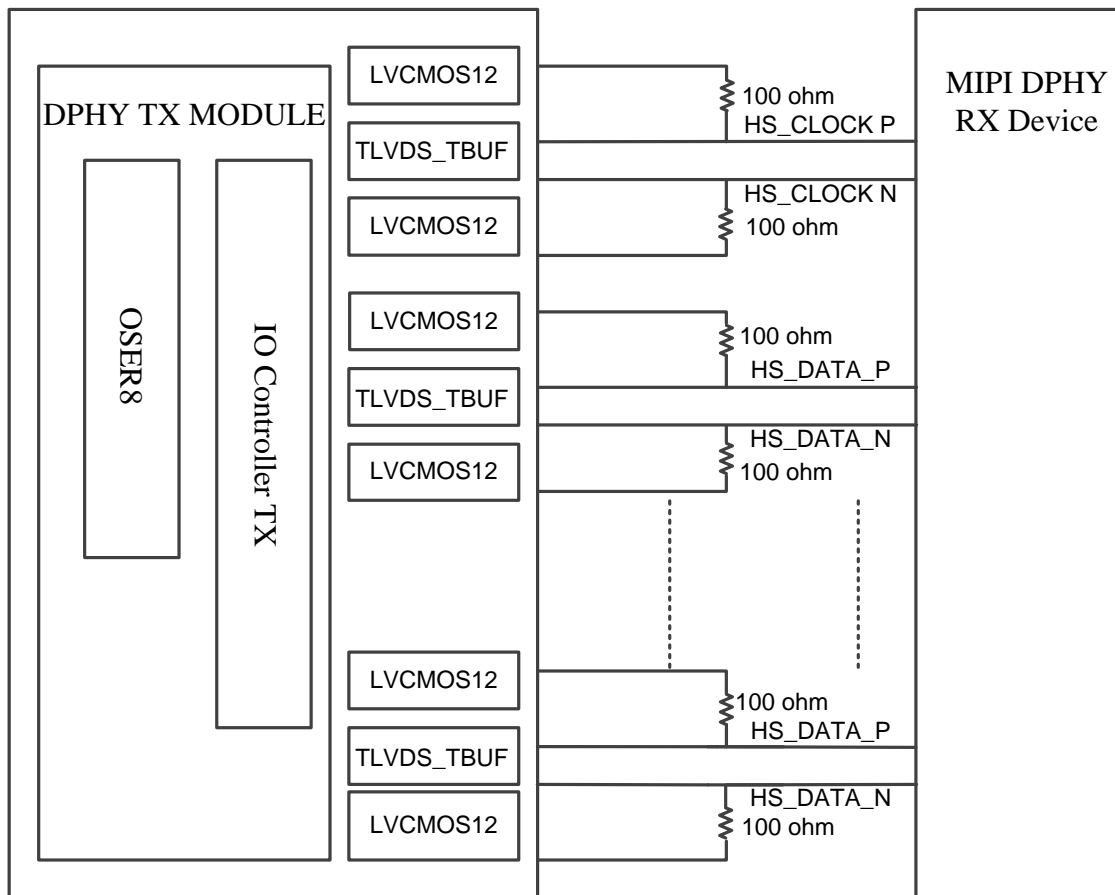 DPHY TX MODULE
OSER8
IO Controller TX
LVCMOS12
TLVDS_TBUF
LVCMOS12
LVCMOS12
TLVDS_TBUF
LVCMOS12
LVCMOS12
TLVDS_TBUF
LVCMOS12
100 ohm
HS_CLOCK P
HS_CLOCK N
100 ohm
100 ohm
HS_DATA_P
HS_DATA_N
100 ohm
100 ohm
HS_DATA_P
HS_DATA_N
100 ohm
MIPI DPHY
RX Device